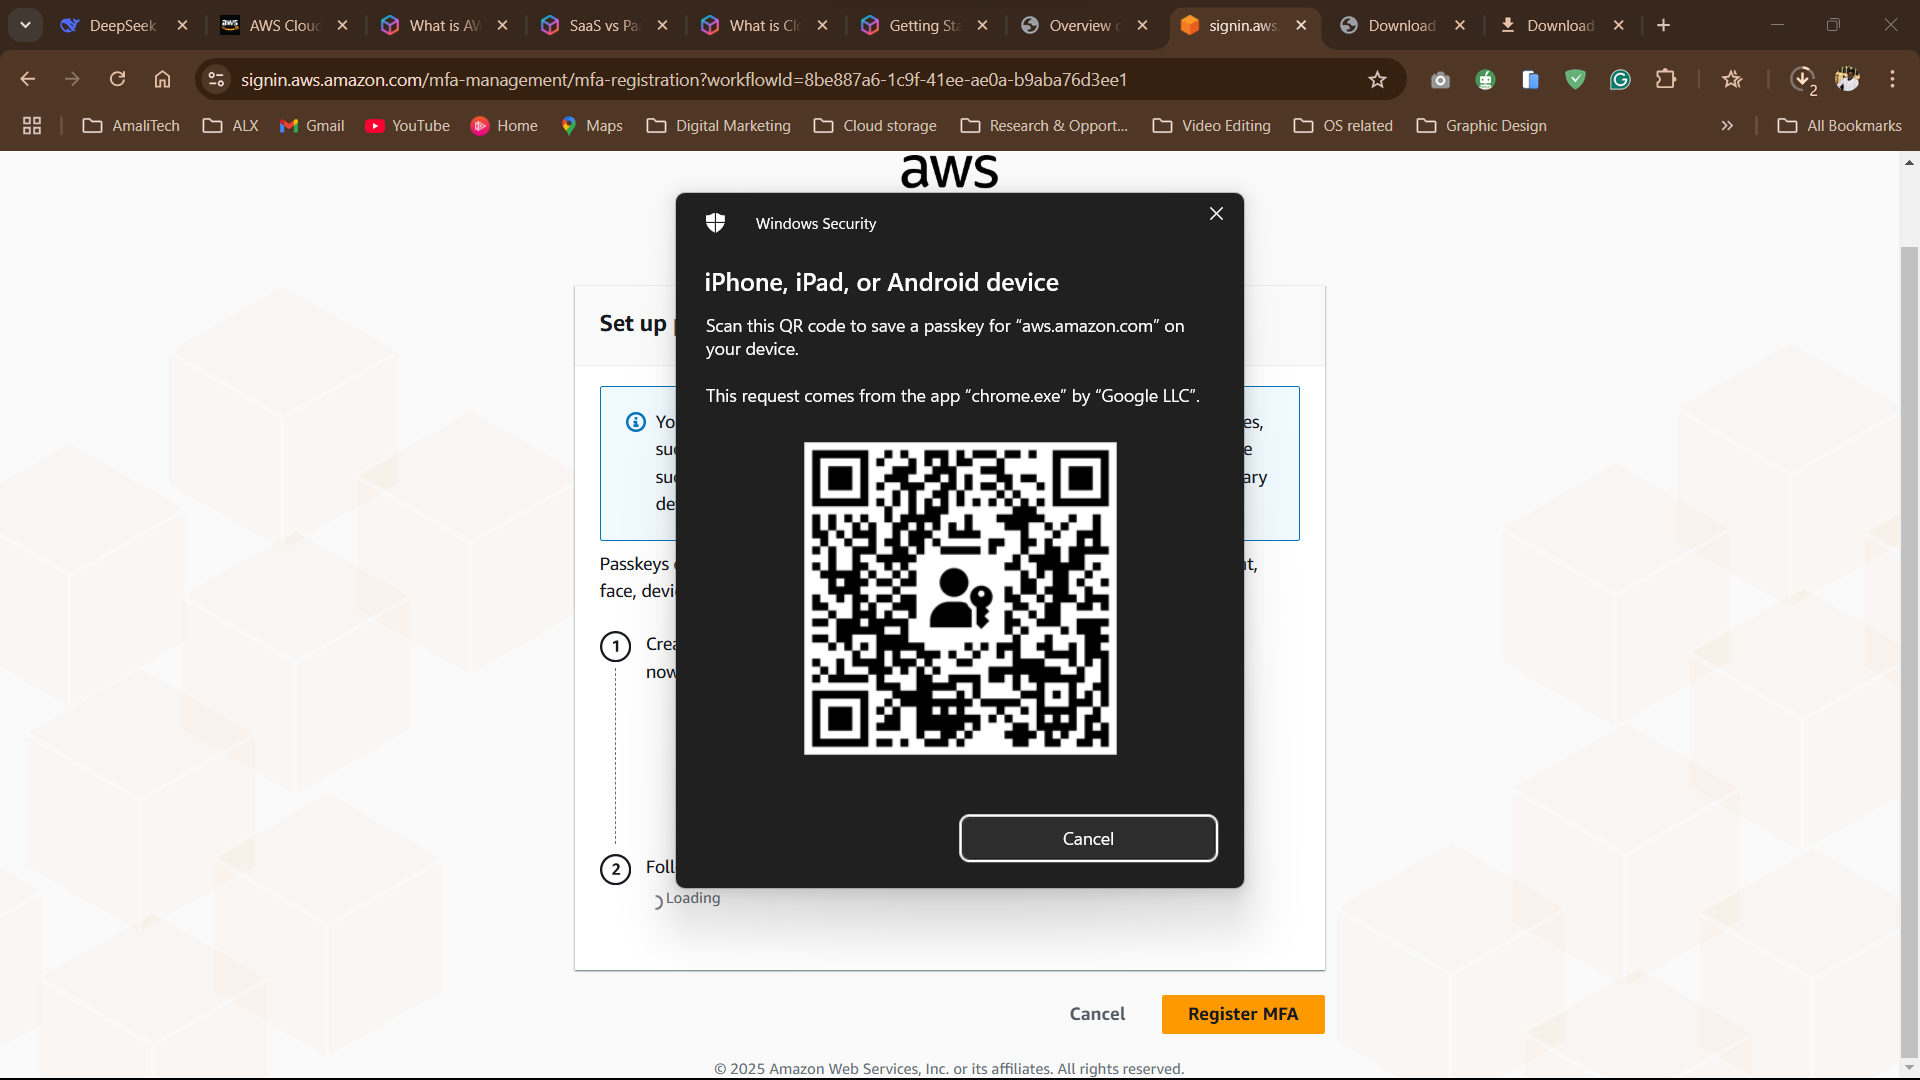 DeepSeek
AWS Clou
What is AW
SaaS vs Pa
What is Cl
Getting Sta
Overview
signin.aws.
Download
Download
signin.aws.amazon.com/mfa-management/mfa-registration?workflowId=8be887a6-1c9f-41ee-ae0a-b9aba76d3ee1
2
AmaliTech
ALX
Gmail
YouTube
Home
Maps
Digital Marketing
Cloud storage
Research & Opport...
Video Editing
OS related
Graphic Design
All Bookmarks
aws
Windows Security
iPhone, iPad, or Android device
Scan this QR code to save a passkey for “aws.amazon.com” on
your device.
This request comes from the app “chrome.exe” by “Google LLC”.
Cancel
Set up
Yo
es,
su
e
su
ary
de
Passkeys
t,
face, devi
1
Crea
now
2
Foll
Loading
Cancel
Register MFA
© 2025 Amazon Web Services, Inc. or its affiliates. All rights reserved.